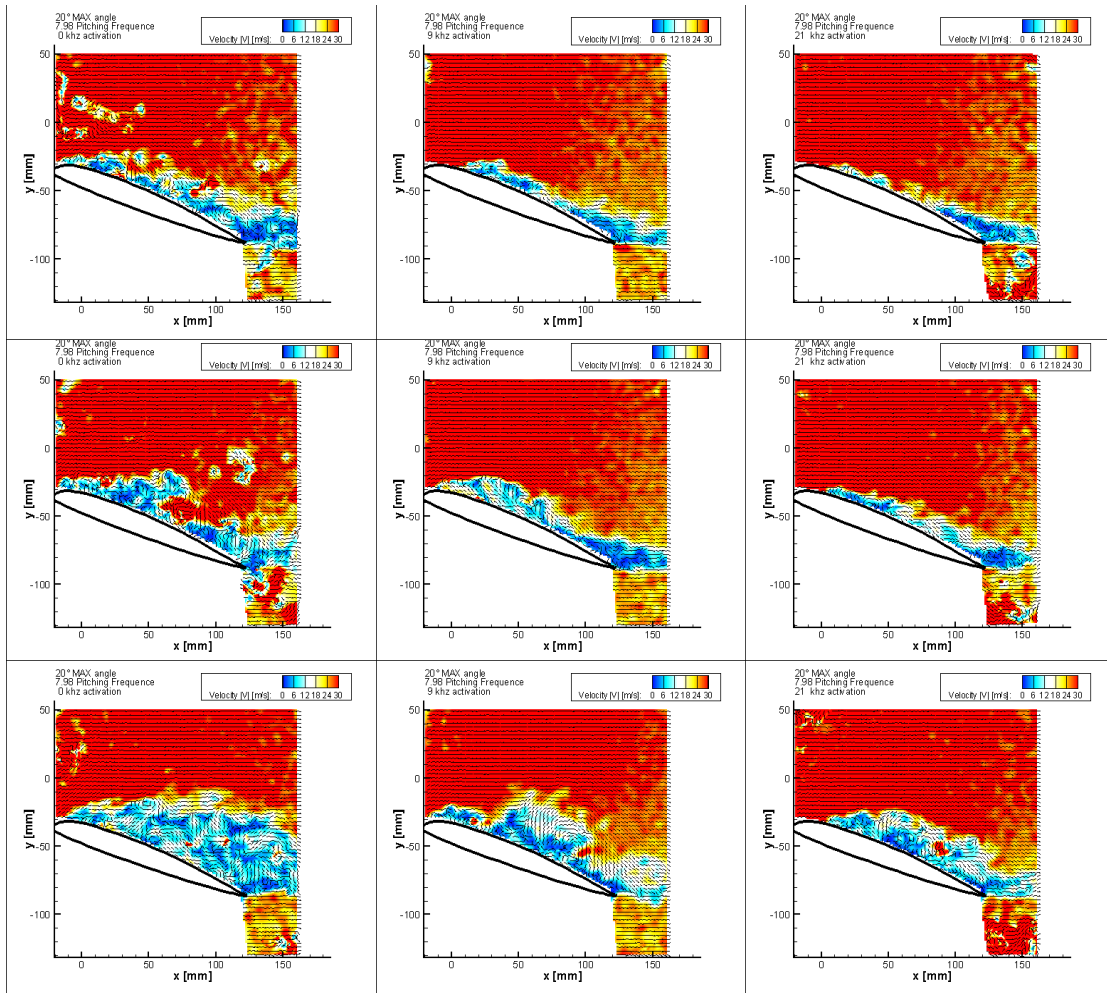 20° MAX angle
7.98 Pitching Frequence
0 khz activation
Velocity |V| [m/s]: 0 6 12 18 24 30
y [mm]
50
0
-50
-100
0 50 100 150
x [mm]
20° MAX angle
7.98 Pitching Frequence
9 khz activation
Velocity |V| [m/s]: 0 6 12 18 24 30
y [mm]
50
0
-50
-100
0 50 100 150
x [mm]
20° MAX angle
7.98 Pitching Frequence
21 khz activation
Velocity |V| [m/s]: 0 6 12 18 24 30
y [mm]
50
0
-50
-100
0 50 100 150
x [mm]
20° MAX angle
7.98 Pitching Frequence
0 khz activation
Velocity |V| [m/s]: 0 6 12 18 24 30
y [mm]
50
0
-50
-100
0 50 100 150
x [mm]
20° MAX angle
7.98 Pitching Frequence
9 khz activation
Velocity |V| [m/s]: 0 6 12 18 24 30
y [mm]
50
0
-50
-100
0 50 100 150
x [mm]
20° MAX angle
7.98 Pitching Frequence
21 khz activation
Velocity |V| [m/s]: 0 6 12 18 24 30
y [mm]
50
0
-50
-100
0 50 100 150
x [mm]
20° MAX angle
7.98 Pitching Frequence
0 khz activation
Velocity |V| [m/s]: 0 6 12 18 24 30
y [mm]
50
0
-50
-100
0 50 100 150
x [mm]
20° MAX angle
7.98 Pitching Frequence
9 khz activation
Velocity |V| [m/s]: 0 6 12 18 24 30
y [mm]
50
0
-50
-100
0 50 100 150
x [mm]
20° MAX angle
7.98 Pitching Frequence
21 khz activation
Velocity |V| [m/s]: 0 6 12 18 24 30
y [mm]
50
0
-50
-100
0 50 100 150
x [mm]